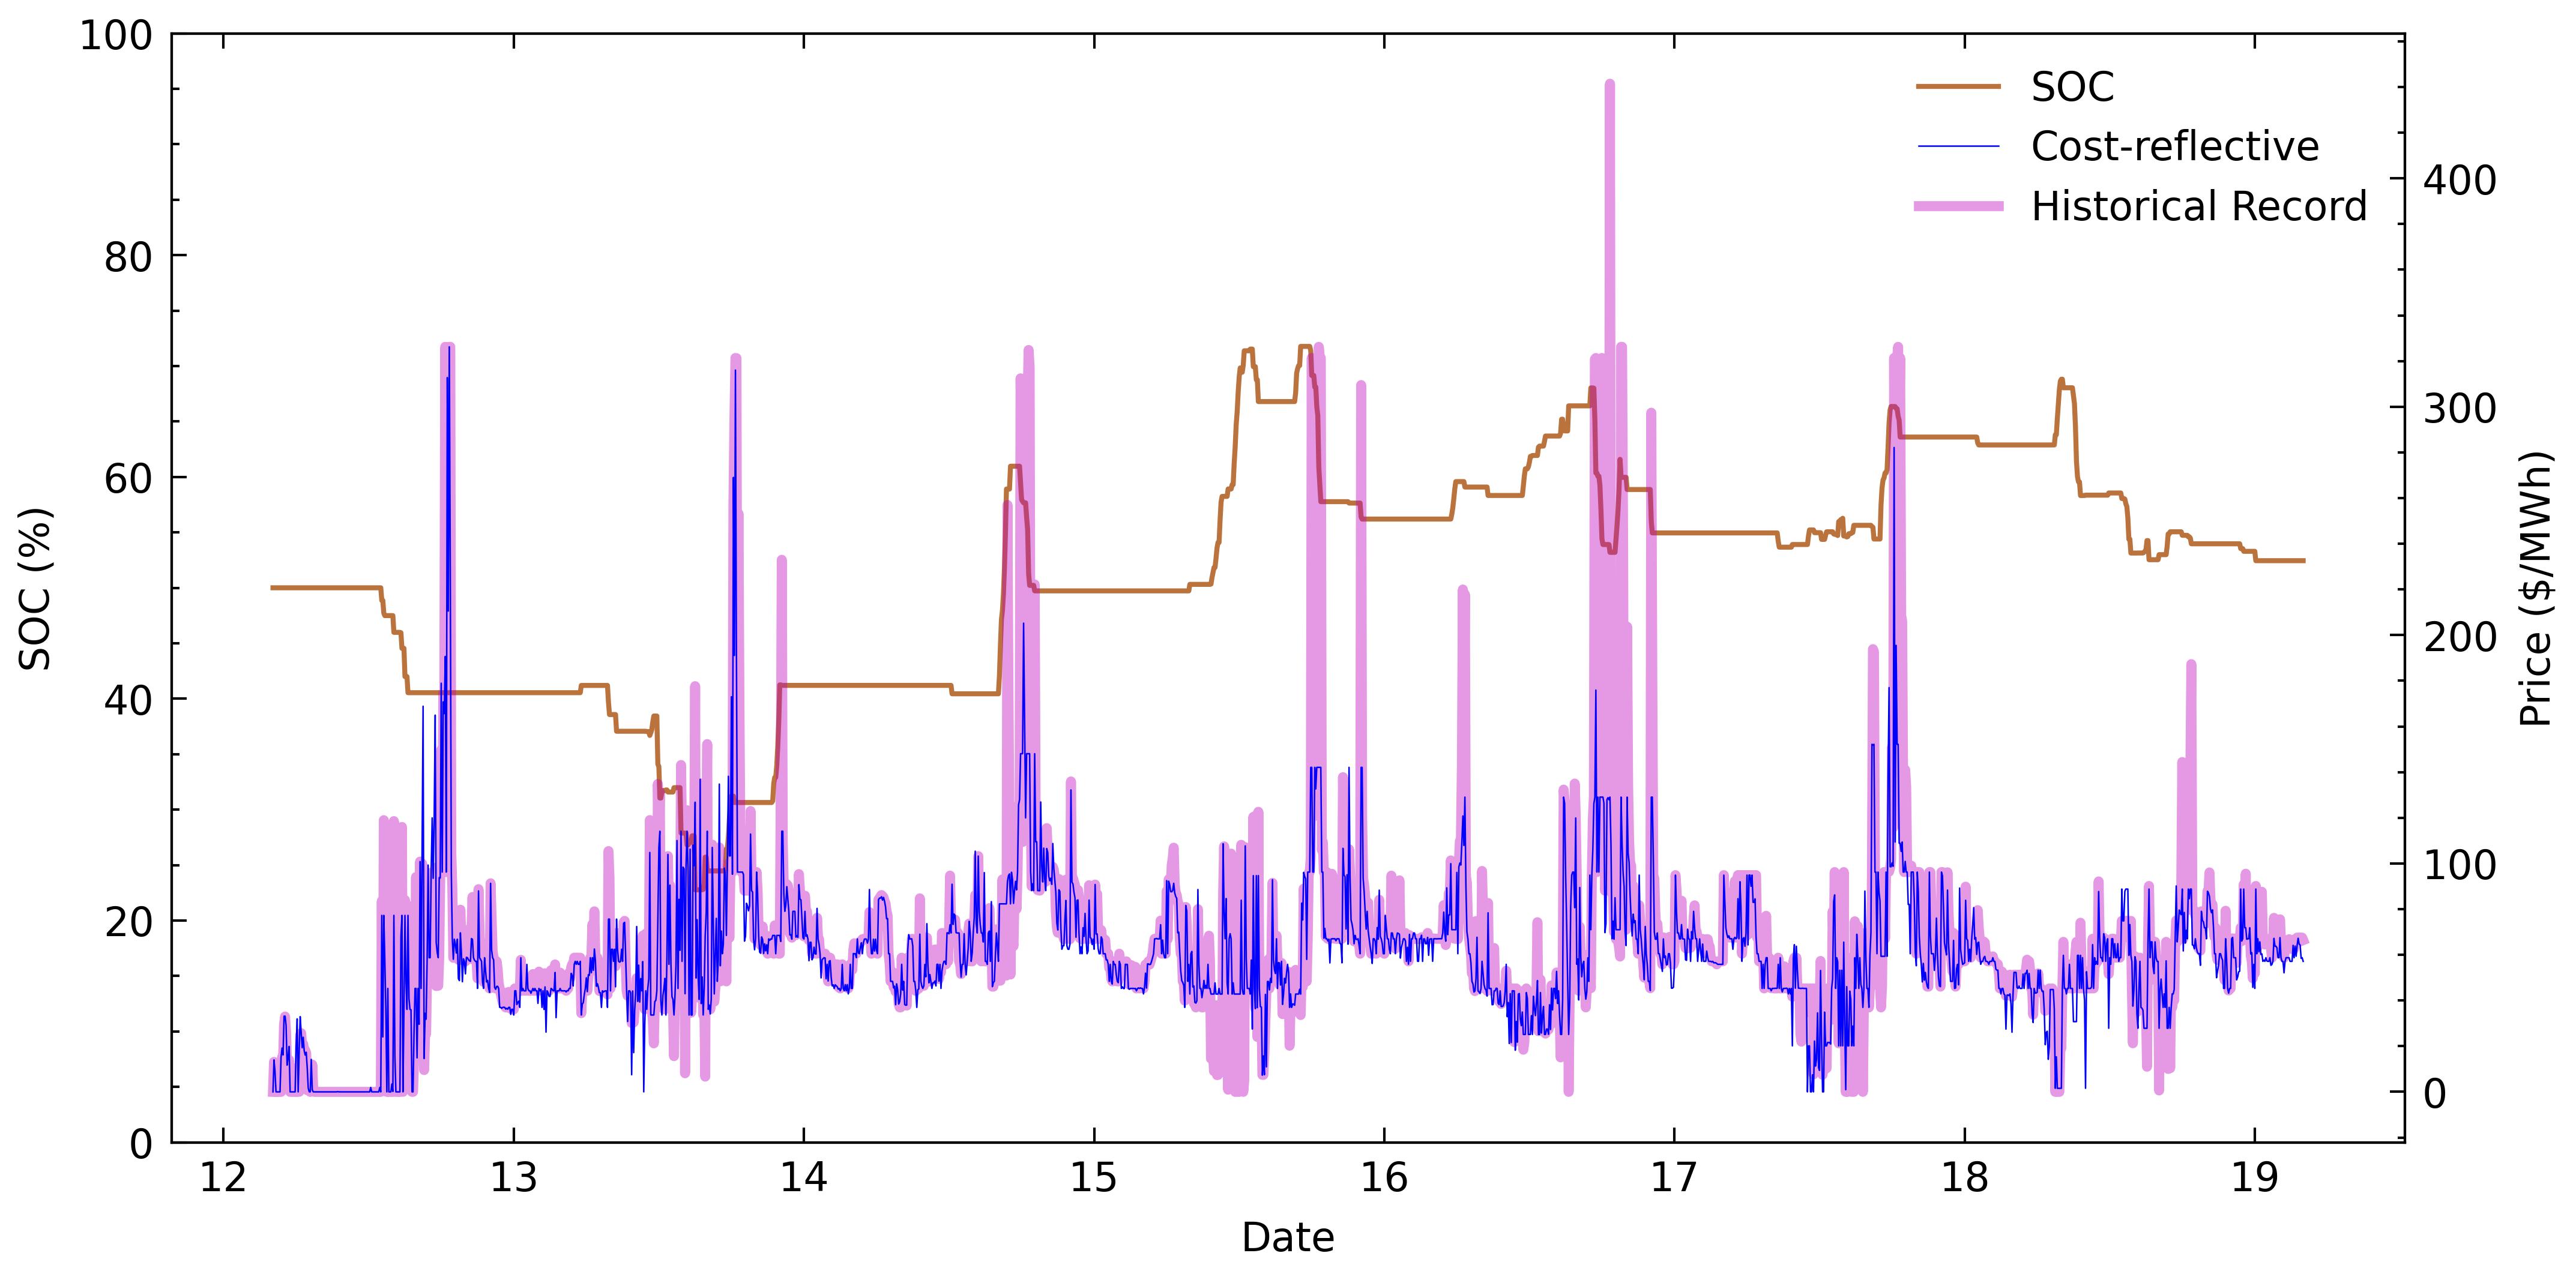 SOC
Cost-reflective
Historical Record
SOC (%)
100
80
60
40
20
0
Price ($/MWh)
400
300
200
100
0
12 13 14 15 16 17 18 19
Date